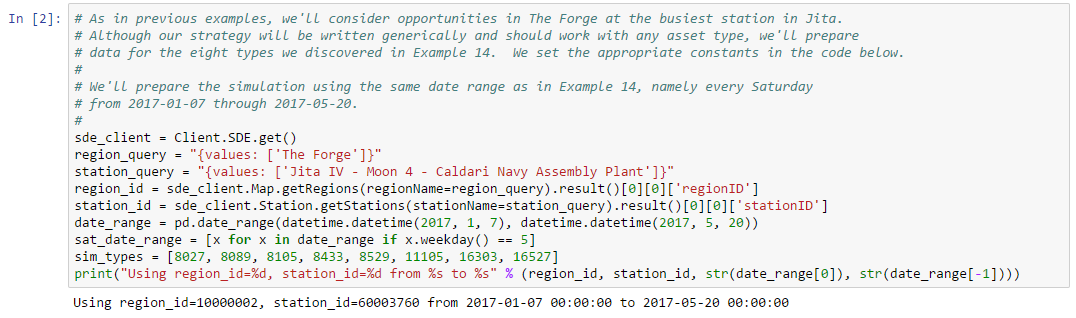 In [2]: # As in previous examples, we'll consider opportunities in The Forge at the busiest station in Jita.
# Although our strategy will be written generically and should work with any asset type, we'll prepare
# data for the eight types we discovered in Example 14.  We set the appropriate constants in the code below.
#
# We'll prepare the simulation using the same date range as in Example 14, namely every Saturday
# from 2017-01-07 through 2017-05-20.
#
sde_client = Client.SDE.get()
region_query = "{values: ['The Forge']}"
station_query = "{values: ['Jita IV - Moon 4 - Caldari Navy Assembly Plant']}"
region_id = sde_client.Map.getRegions(regionName=region_query).result()[0][0]['regionID']
station_id = sde_client.Station.getStations(stationName=station_query).result()[0][0]['stationID']
date_range = pd.date_range(datetime.datetime(2017, 1, 7), datetime.datetime(2017, 5, 20))
sat_date_range = [x for x in date_range if x.weekday() == 5]
sim_types = [8027, 8089, 8105, 8433, 8529, 11105, 16303, 16527]
print("Using region_id=%d, station_id=%d from %s to %s" % (region_id, station_id, str(date_range[0]), str(date_range[-1])))
Using region_id=10000002, station_id=60003760 from 2017-01-07 00:00:00 to 2017-05-20 00:00:00